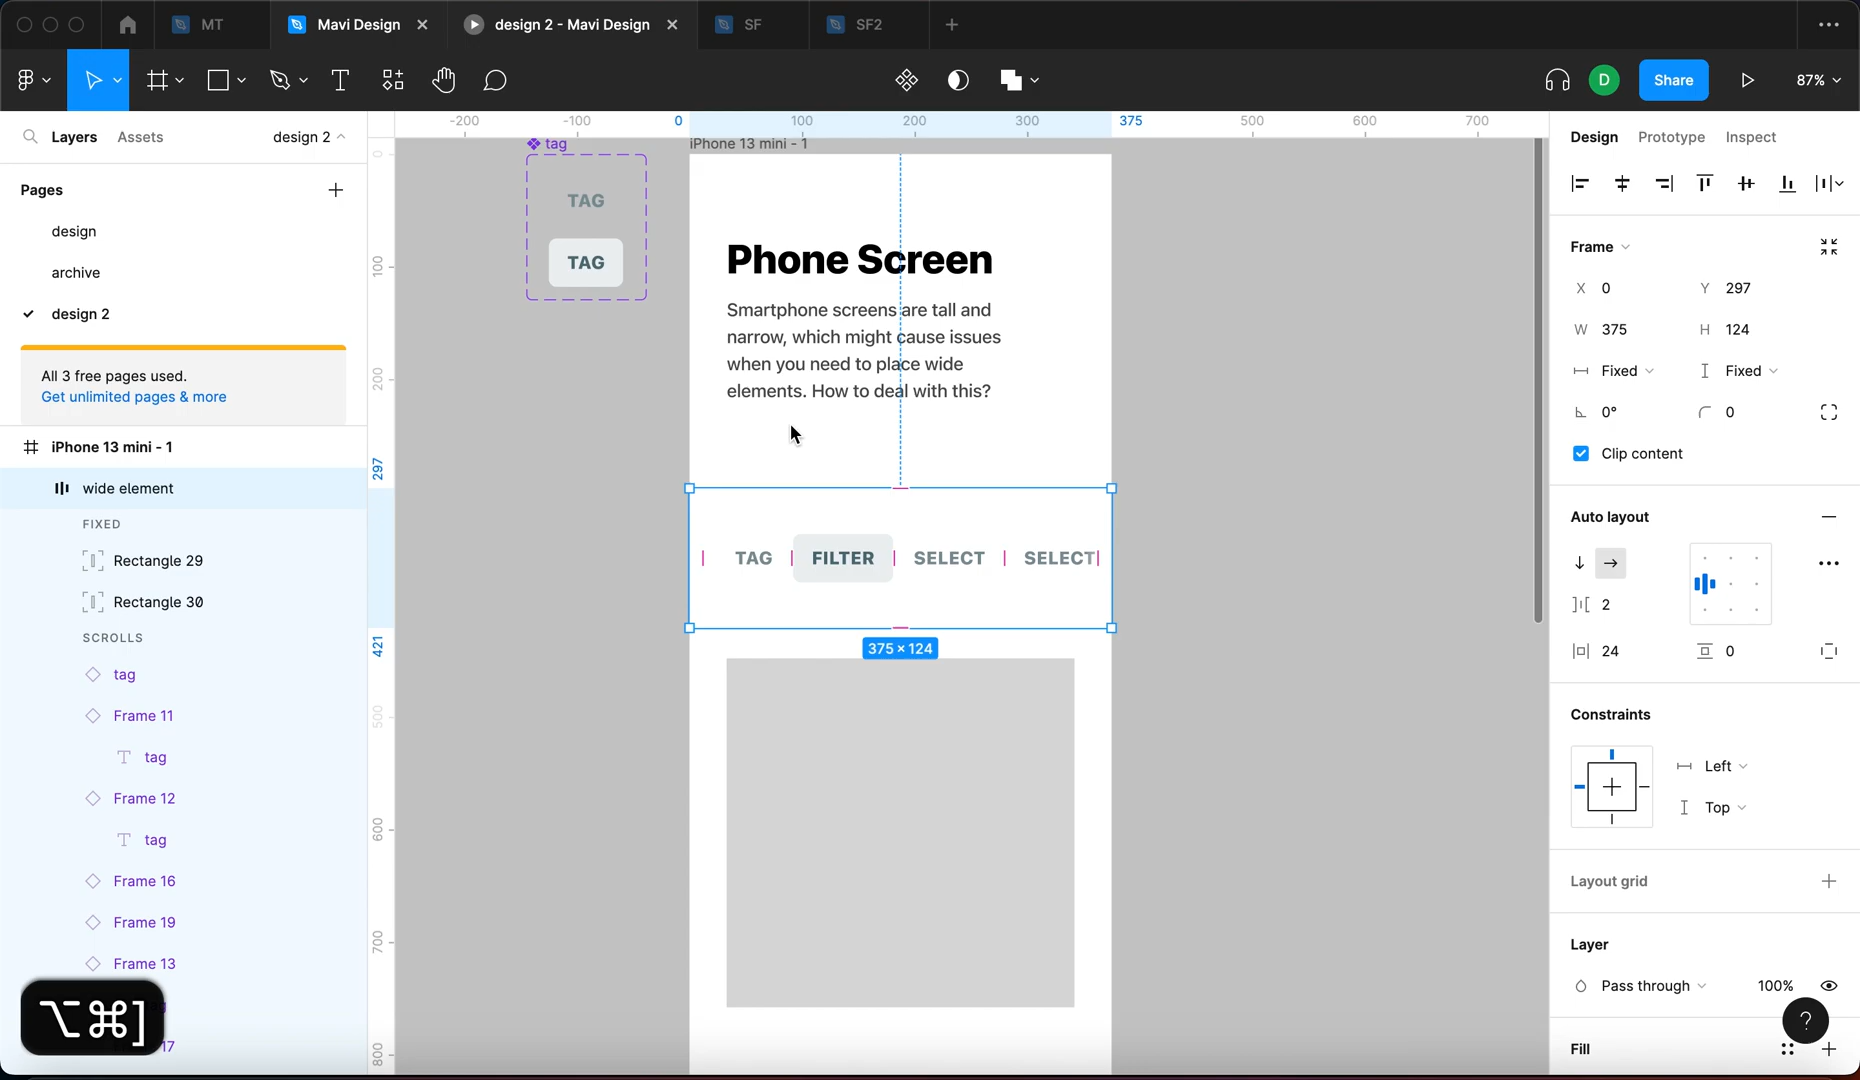 MT
Mavi Design
design 2 - Mavi Design
SF
SF2
D
Share
87%
Layers
Assets
design 2
-200
-100
0
100
200
300
375
500
600
700
Design
Prototype
Inspect
Pages
design
archive
design 2
All 3 free pages used.
Get unlimited pages & more
iPhone 13 mini - 1
wide element
FIXED
Rectangle 29
Rectangle 30
SCROLLS
tag
Frame 11
tag
Frame 12
tag
Frame 16
Frame 19
Frame 13
17
⌥⌘]
0
100
200
297
421
500
600
700
800
tag
TAG
TAG
iPhone 13 mini - 1
Phone Screen
Smartphone screens are tall and
narrow, which might cause issues
when you need to place wide
elements. How to deal with this?
TAG
FILTER
SELECT
SELECT
375 × 124
Frame
X 0
Y 297
W 375
H 124
Fixed
Fixed
0°
0
Clip content
Auto layout
2
24
0
Constraints
Left
Top
Layout grid
Layer
Pass through
100%
?
Fill